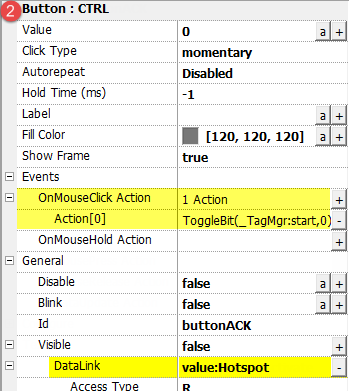 2 Button : CTRL
Value 0 a +
Click Type momentary
Autorepeat Disabled
Hold Time (ms) -1
Label a +
Fill Color [120, 120, 120] a +
Show Frame true
Events
OnMouseClick Action 1 Action +
Action[0] ToggleBit(_TagMgr:start,0) -
OnMouseHold Action +
General
Disable false a +
Blink false a +
Id buttonACK
Visible false +
DataLink value:Hotspot -
Access Type R